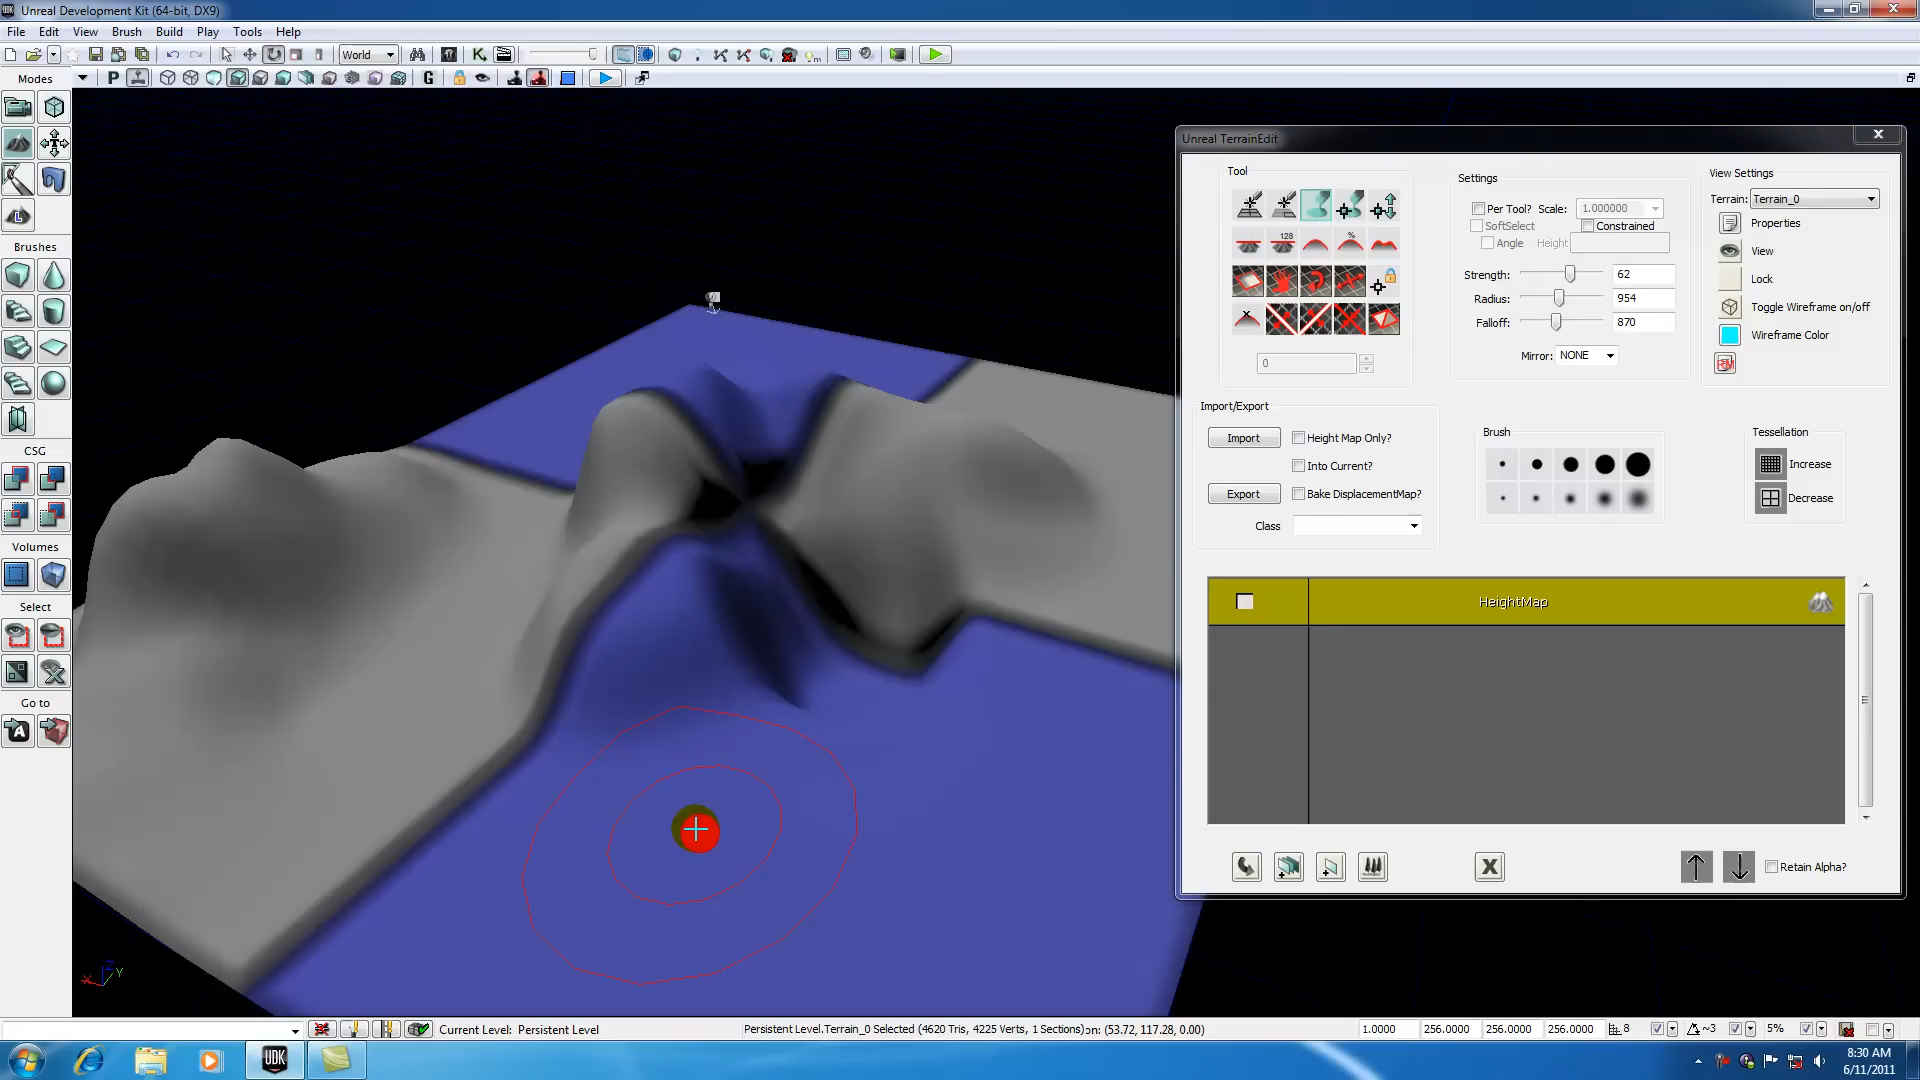 Unreal Development Kit (64-bit, DX9)
File Edit View Brush Build Play Tools Help
World
Modes
P
G
Brushes
CSG
Volumes
Select
Go to
Unreal TerrainEdit
Tool
128
%
0
Settings
Per Tool? Scale: 1.000000
SoftSelect Constrained
Angle Height
Strength: 62
Radius: 954
Falloff: 870
Mirror: NONE
View Settings
Terrain: Terrain_0
Properties
View
Lock
Toggle Wireframe on/off
Wireframe Color
RM
Import/Export
Import Height Map Only?
Into Current?
Export Bake DisplacementMap?
Class
Brush
Tessellation
Increase
Decrease
HeightMap
Retain Alpha?
X Z Y
Current Level: Persistent Level
Persistent Level.Terrain_0 Selected (4620 Tris, 4225 Verts, 1 Sections)
on: (53.72, 117.28, 0.00)
1.0000 256.0000 256.0000 256.0000 8 ~3 5%
UDK
8:30 AM
6/11/2011